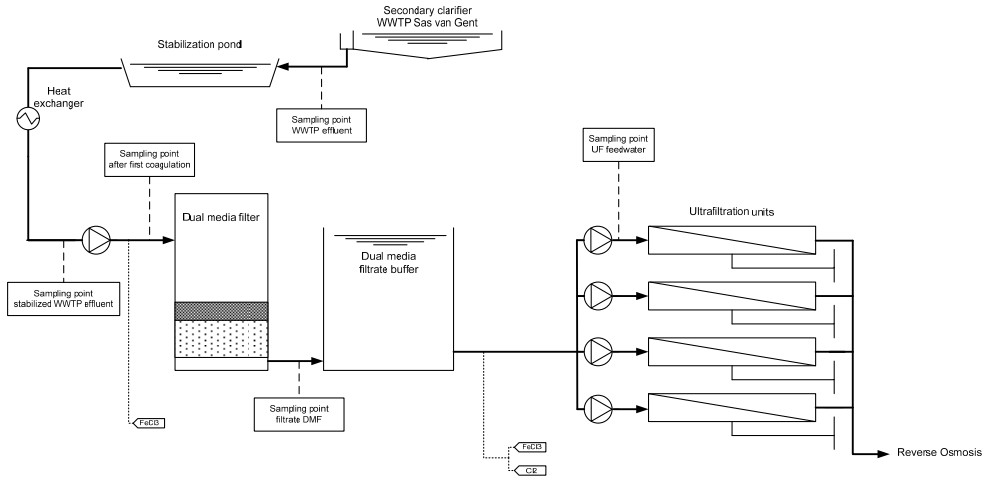 Secondary clarifier
WWTP Sas van Gent
Stabilization pond
Heat
exchanger
Sampling point
WWTP effluent
Sampling point
after first coagulation
Sampling point
UF feedwater
Dual media filter
Ultrafiltration units
Dual media
filtrate buffer
Sampling point
stabilized WWTP effluent
Sampling point
filtrate DMF
FeCl3
FeCl3
Cl2
Reverse Osmosis